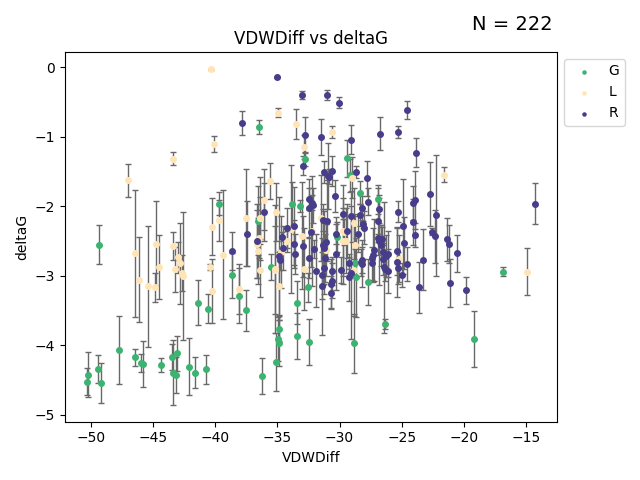 N = 222
VDWDiff vs deltaG
G
L
R
deltaG
0
−1
−2
−3
−4
−5
−50 −45 −40 −35 −30 −25 −20 −15
VDWDiff